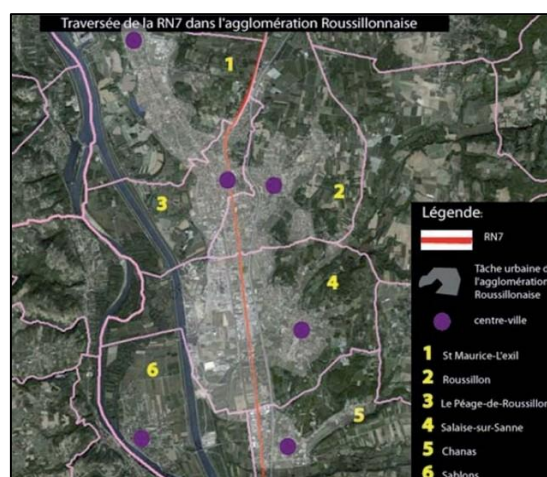 Traversée de la RN7 dans l'agglomération Roussillonnaise
1
2
3
4
5
6
Légende:
RN7
Tâche urbaine de
l'agglomération
Roussillonaise
centre-ville
1 St Maurice-L'exil
2 Roussillon
3 Le Péage-de-Roussillon
4 Salaise-sur-Sanne
5 Chanas
6 Sablons